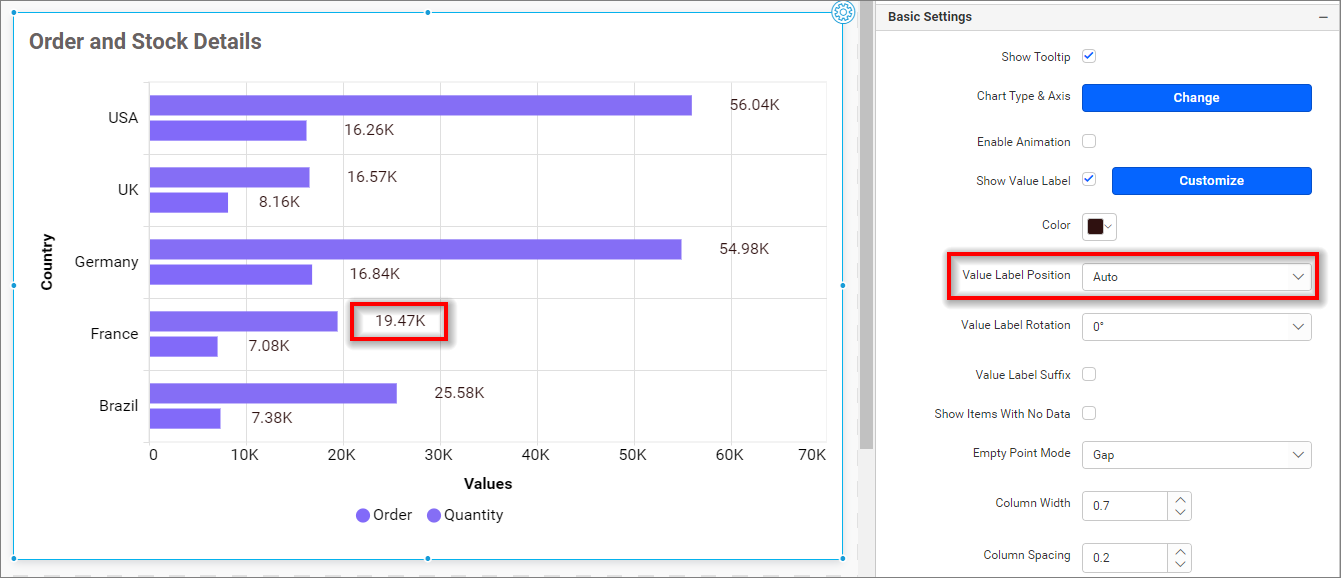 Order and Stock Details
USA
56.04K
16.26K
UK
16.57K
8.16K
Germany
54.98K
16.84K
France
19.47K
7.08K
Brazil
25.58K
7.38K
Country
0 10K 20K 30K 40K 50K 60K 70K
Values
Order Quantity
Basic Settings
Show Tooltip
Chart Type & Axis Change
Enable Animation
Show Value Label Customize
Color
Value Label Position Auto
Value Label Rotation 0°
Value Label Suffix
Show Items With No Data
Empty Point Mode Gap
Column Width 0.7
Column Spacing 0.2